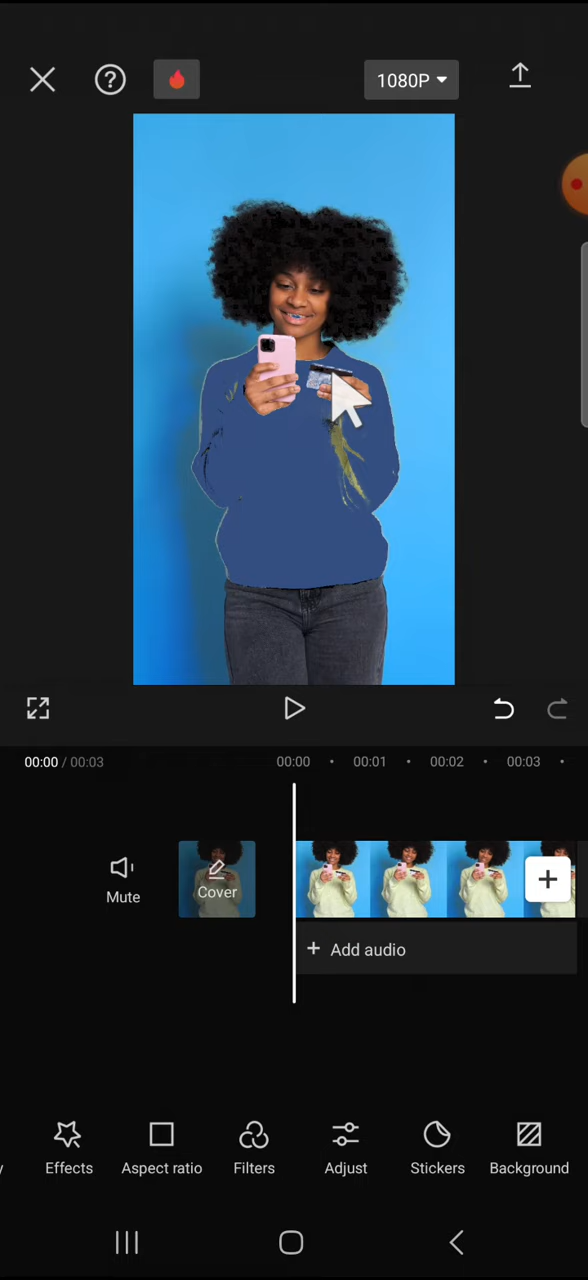 1080P
00:00 / 00:03
00:00 00:01 00:02 00:03
Mute
Cover
+ Add audio
Effects Aspect ratio Filters Adjust Stickers Background